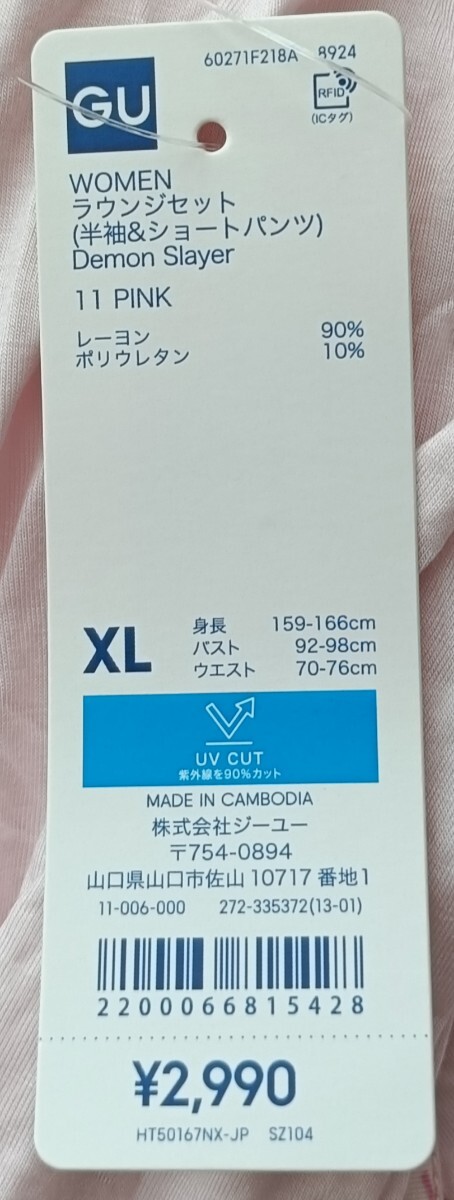 60271F218A 8924
GU
RFID
(ICタグ)
WOMEN
ラウンジセット
(半袖&ショートパンツ)
Demon Slayer
11 PINK
レーヨン 90%
ポリウレタン 10%
XL
身長 159-166cm
バスト 92-98cm
ウエスト 70-76cm
UV CUT
紫外線を90%カット
MADE IN CAMBODIA
株式会社ジーユー
〒754-0894
山口県山口市佐山10717番地1
11-006-000 272-335372(13-01)
2200066815428
¥2,990
HT50167NX-JP SZ104